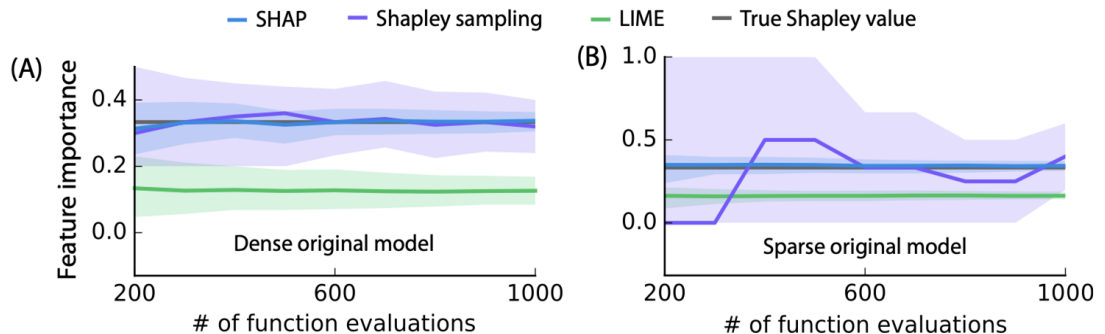 SHAP Shapley sampling LIME True Shapley value
(A) (B)
Feature importance
0.4
0.2
0.0
Dense original model
200 600 1000
# of function evaluations
1.0
0.5
0.0
Sparse original model
200 600 1000
# of function evaluations